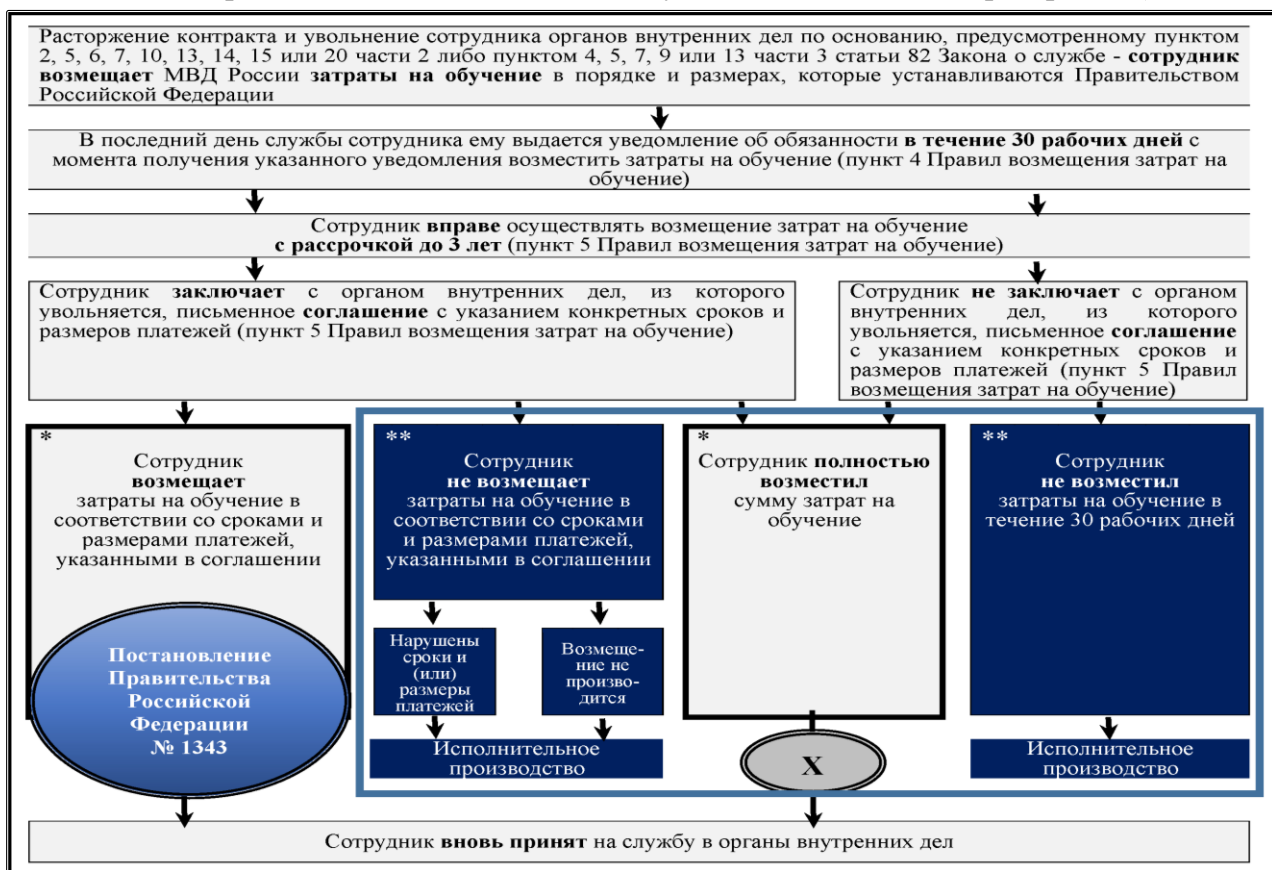 Расторжение контракта и увольнение сотрудника органов внутренних дел по основанию, предусмотренному пунктом
2, 5, 6, 7, 10, 13, 14, 15 или 20 части 2 либо пунктом 4, 5, 7, 9 или 13 части 3 статьи 82 Закона о службе - сотрудник
возмещает МВД России затраты на обучение в порядке и размерах, которые устанавливаются Правительством
Российской Федерации
В последний день службы сотрудника ему выдается уведомление об обязанности в течение 30 рабочих дней с
момента получения указанного уведомления возместить затраты на обучение (пункт 4 Правил возмещения затрат на
обучение)
Сотрудник вправе осуществлять возмещение затрат на обучение
с рассрочкой до 3 лет (пункт 5 Правил возмещения затрат на обучение)
Сотрудник заключает с органом внутренних дел, из которого
увольняется, письменное соглашение с указанием конкретных сроков и
размеров платежей (пункт 5 Правил возмещения затрат на обучение)
Сотрудник не заключает с органом
внутренних дел, из которого
увольняется, письменное соглашение
с указанием конкретных сроков и
размеров платежей (пункт 5 Правил
возмещения затрат на обучение)
*
Сотрудник
возмещает
затраты на обучение в
соответствии со сроками и
размерами платежей,
указанными в соглашении
Постановление
Правительства
Российской
Федерации
№ 1343
**
Сотрудник
не возмещает
затраты на обучение в
соответствии со сроками
и размерами платежей,
указанными в соглашении
Нарушены
сроки и
(или)
размеры
платежей
Возмеще-
ние не
произво-
дится
Исполнительное
производство
*
Сотрудник полностью
возместил
сумму затрат на
обучение
X
**
Сотрудник
не возместил
затраты на обучение в
течение 30 рабочих дней
Исполнительное
производство
Сотрудник вновь принят на службу в органы внутренних дел